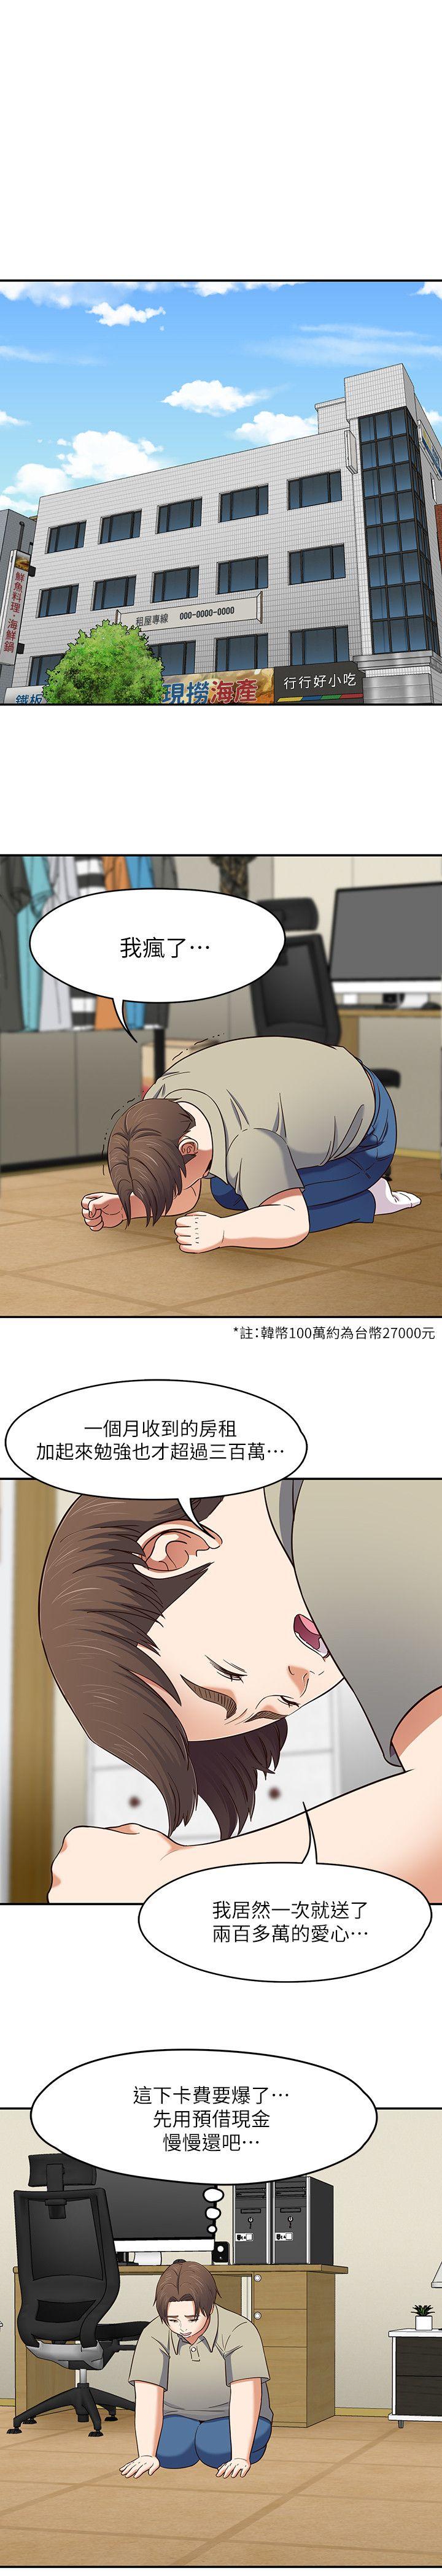 鮮魚料理·海鮮鍋
租屋專線 000-0000-0000
鐵板
現撈海產
行行好小吃
我瘋了…
*註：韓幣100萬約為台幣27000元
一個月收到的房租
加起來勉強也才超過三百萬…
我居然一次就送了
兩百多萬的愛心…
這下卡費要爆了…
先用預借現金
慢慢還吧…